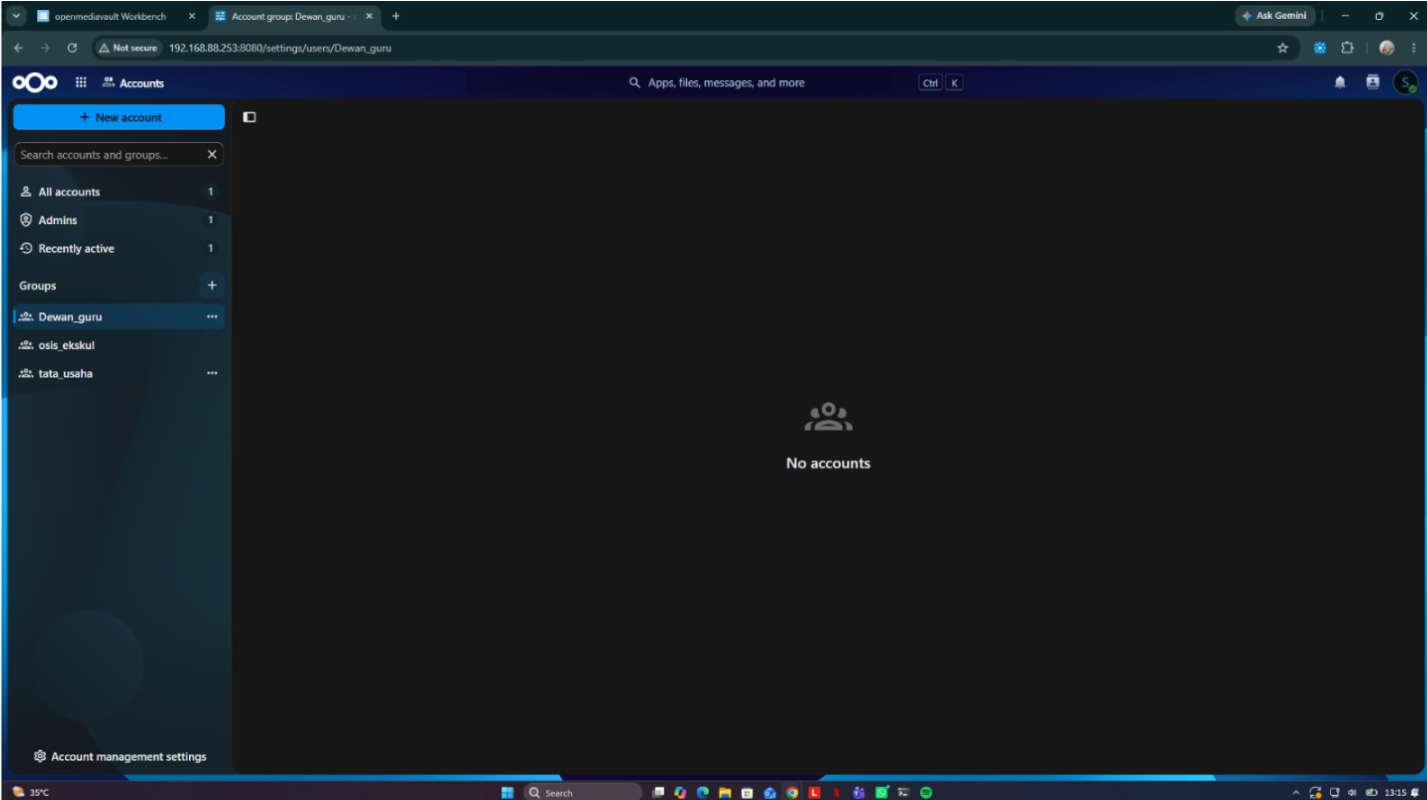 openmediavault Workbench
Account group: Dewan_guru - s
Ask Gemini
Not secure 192.168.88.253:8080/settings/users/Dewan_guru
Accounts
Apps, files, messages, and more
Ctrl K
S
+ New account
Search accounts and groups...
All accounts 1
Admins 1
Recently active 1
Groups +
Dewan_guru
osis_ekskul
tata_usaha
No accounts
Account management settings
35°C
Search
13:15